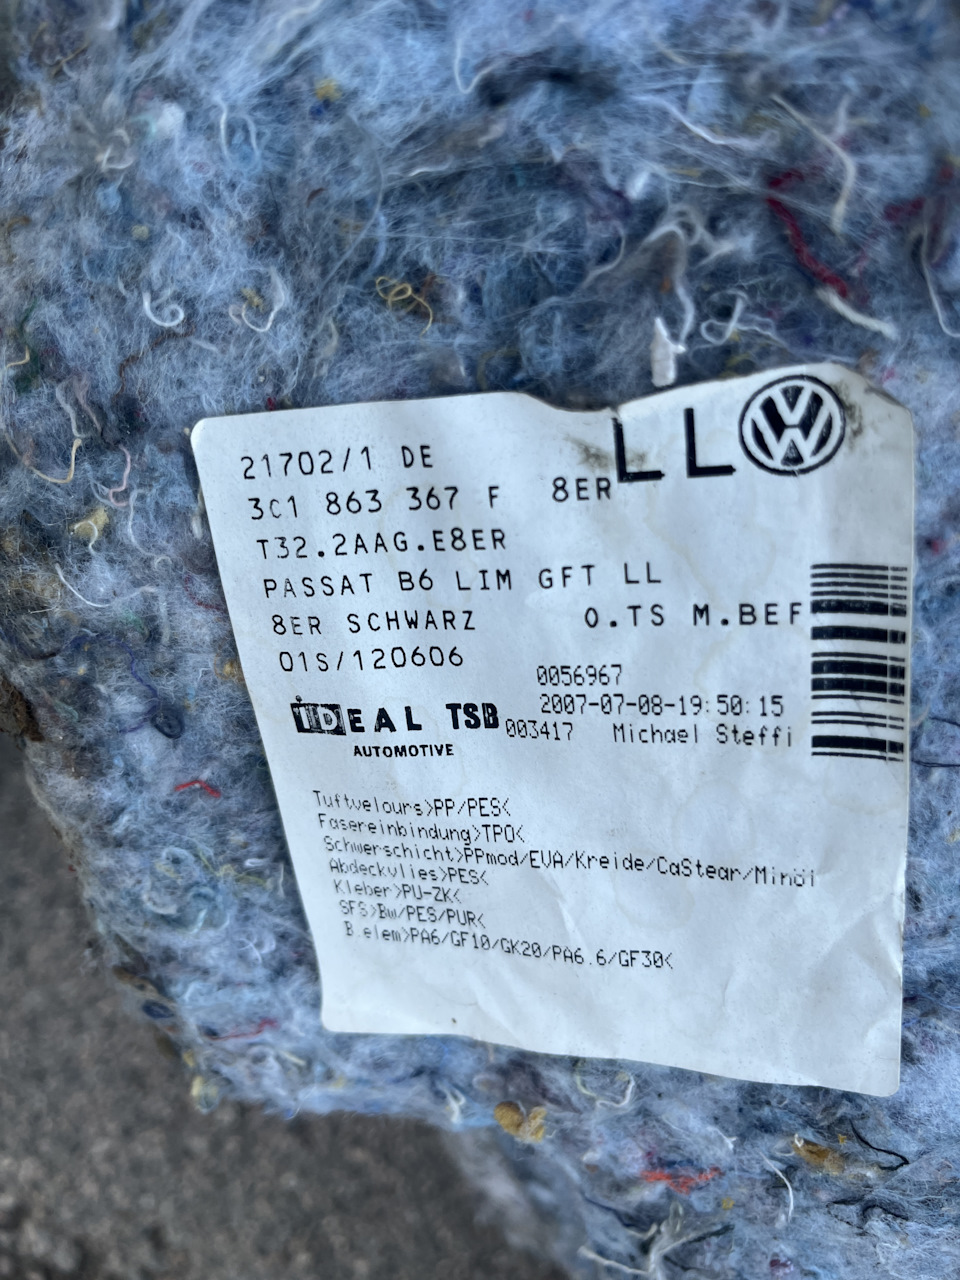 LL
21702/1 DE
3C1 863 367 F 8ER
T32.2AAG.E8ER
PASSAT B6 LIM GFT LL
8ER SCHWARZ O.TS M.BEF
01S/120606
0056967
2007-07-08-19:50:15
003417 Michael Steffi
iDEAL TSB
AUTOMOTIVE
Tuftvelours>PP/PES<
Fasereinbindung>TPO<
Schwerschicht>PPmod/EVA/Kreide/CaStear/Minöl
Abdeckvlies>PES<
Kleber>PU-ZK<
SFS>Bw/PES/PUR<
B.elem>PA6/GF10/GK20/PA6.6/GF30<